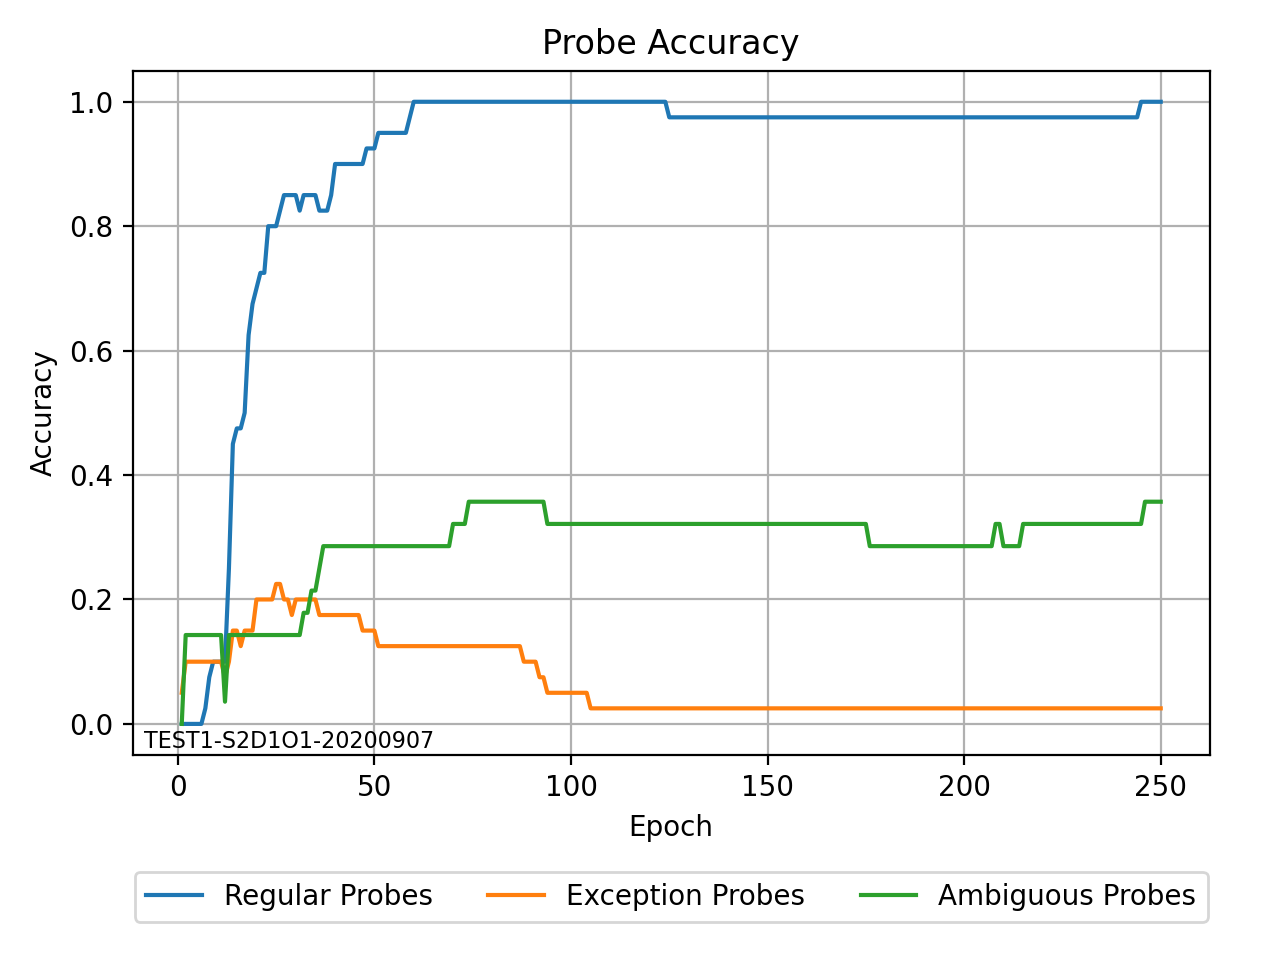 Probe Accuracy
1.0
0.8
0.6
0.4
0.2
0.0
Accuracy
TEST1-S2D1O1-20200907
0 50 100 150 200 250
Epoch
Regular Probes Exception Probes Ambiguous Probes